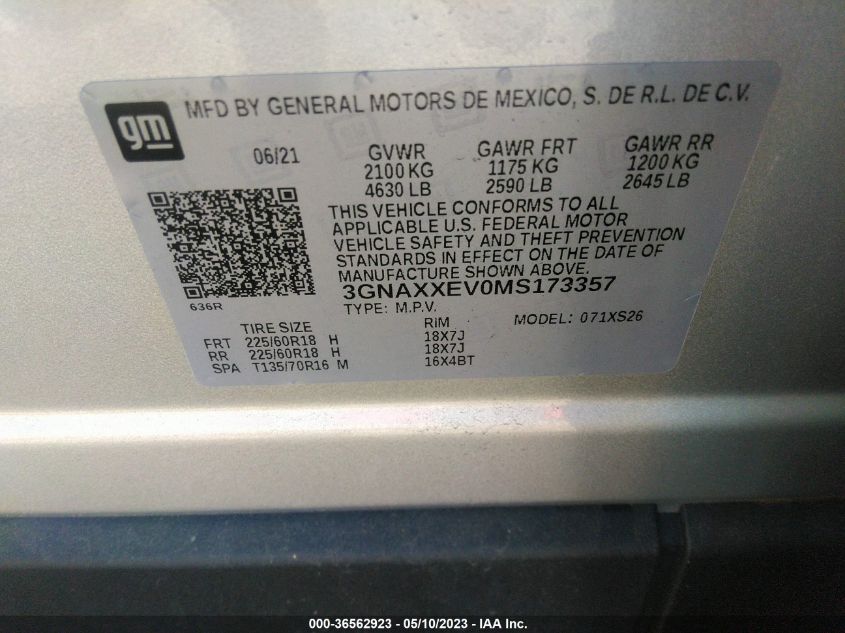 gm
MFD BY GENERAL MOTORS DE MEXICO, S. DE R.L. DE C.V.
06/21 GVWR GAWR FRT GAWR RR
2100 KG 1175 KG 1200 KG
4630 LB 2590 LB 2645 LB
THIS VEHICLE CONFORMS TO ALL
APPLICABLE U.S. FEDERAL MOTOR
VEHICLE SAFETY AND THEFT PREVENTION
STANDARDS IN EFFECT ON THE DATE OF
MANUFACTURE SHOWN ABOVE.
3GNAXXEV0MS173357
636R
TYPE: M.P.V. MODEL: 071XS26
TIRE SIZE RIM
FRT 225/60R18 H 18X7J
RR 225/60R18 H 18X7J
SPA T135/70R16 M 16X4BT
000-36562923 - 05/10/2023 - IAA Inc.